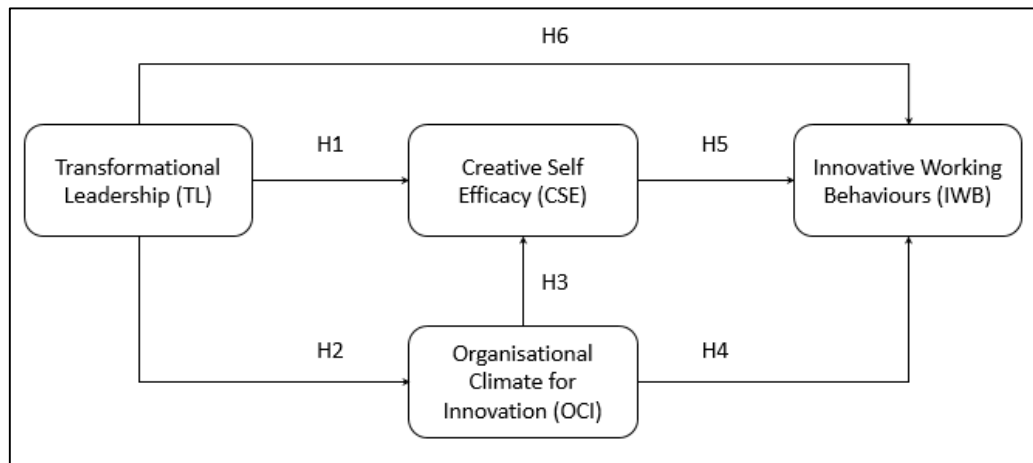 H6
Transformational
Leadership (TL)
H1
Creative Self
Efficacy (CSE)
H5
Innovative Working
Behaviours (IWB)
H3
H2
Organisational
Climate for
Innovation (OCI)
H4